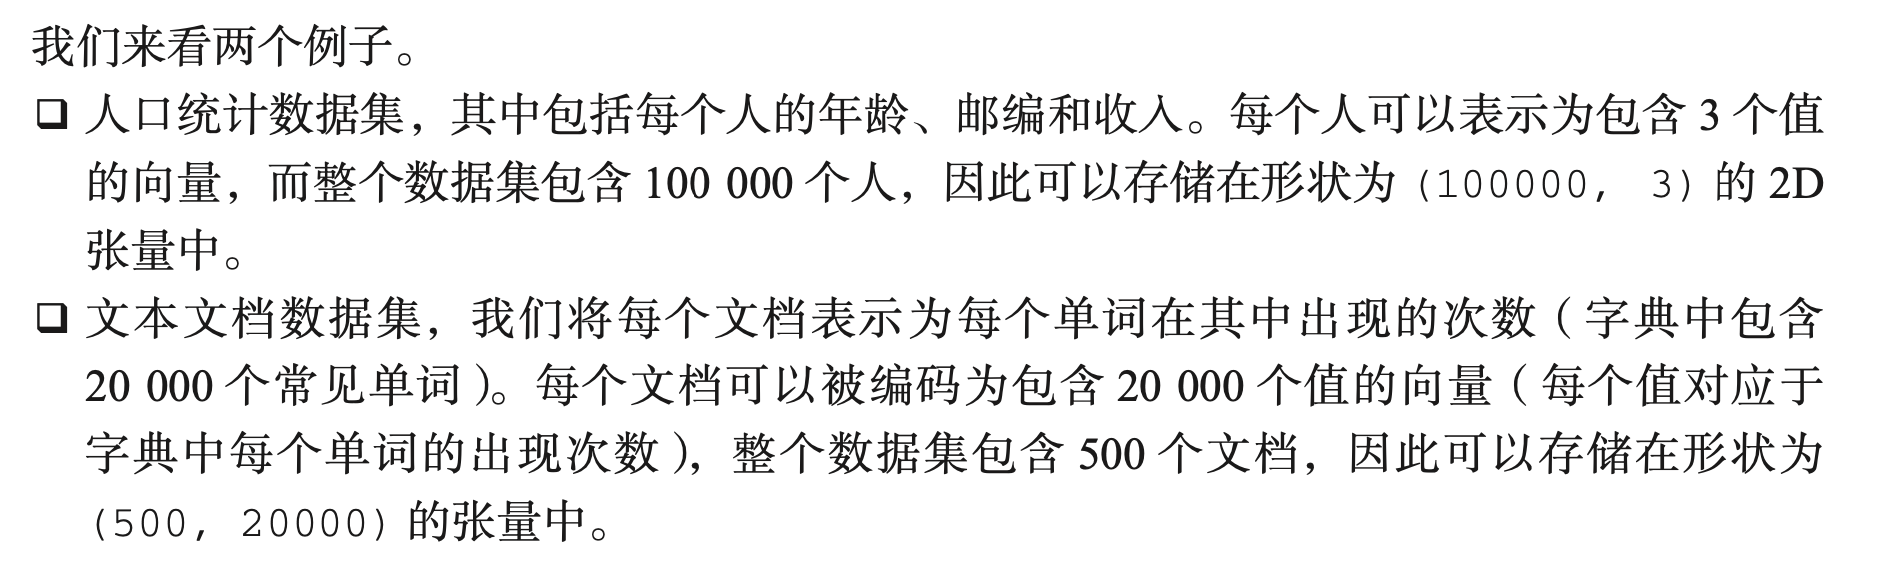 我们来看两个例子。
❑ 人口统计数据集，其中包括每个人的年龄、邮编和收入。每个人可以表示为包含 3 个值
的向量，而整个数据集包含 100 000 个人，因此可以存储在形状为 (100000, 3) 的 2D
张量中。
❑ 文本文档数据集，我们将每个文档表示为每个单词在其中出现的次数（字典中包含
20 000 个常见单词）。每个文档可以被编码为包含 20 000 个值的向量（每个值对应于
字典中每个单词的出现次数），整个数据集包含 500 个文档，因此可以存储在形状为
(500, 20000) 的张量中。